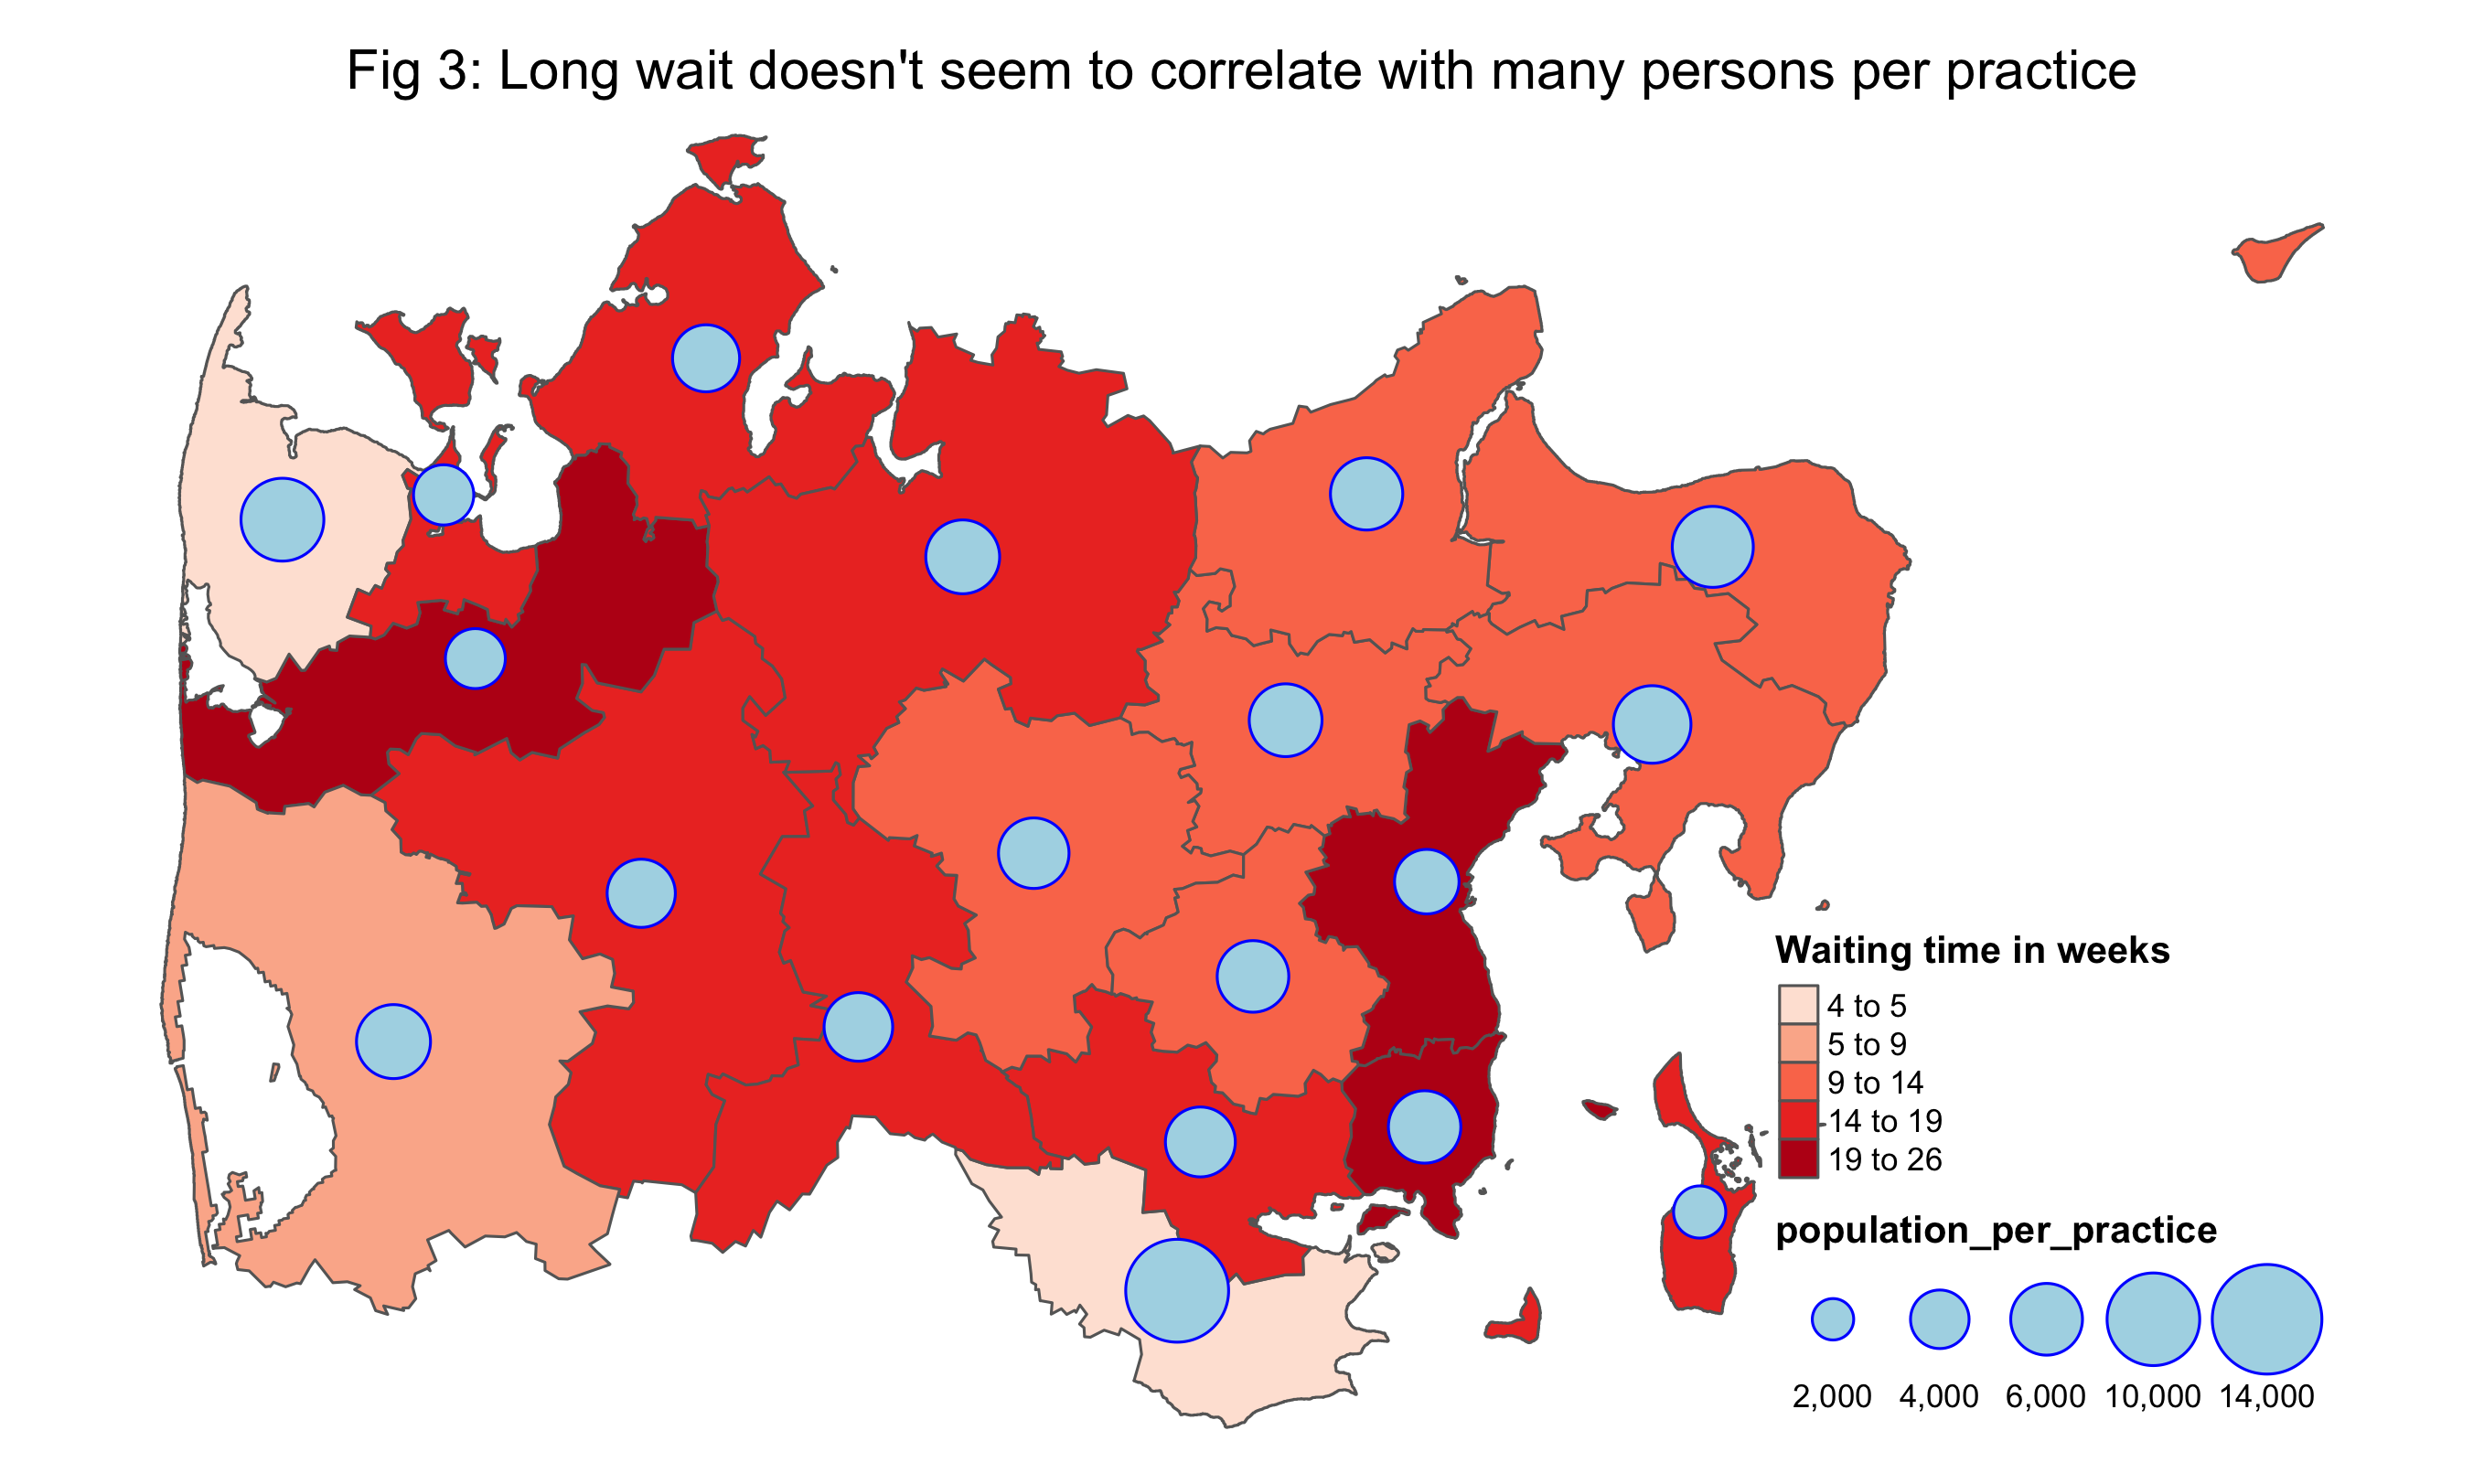 Fig 3: Long wait doesn't seem to correlate with many persons per practice
Waiting time in weeks
4 to 5
5 to 9
9 to 14
14 to 19
19 to 26
population_per_practice
2,000 4,000 6,000 10,000 14,000